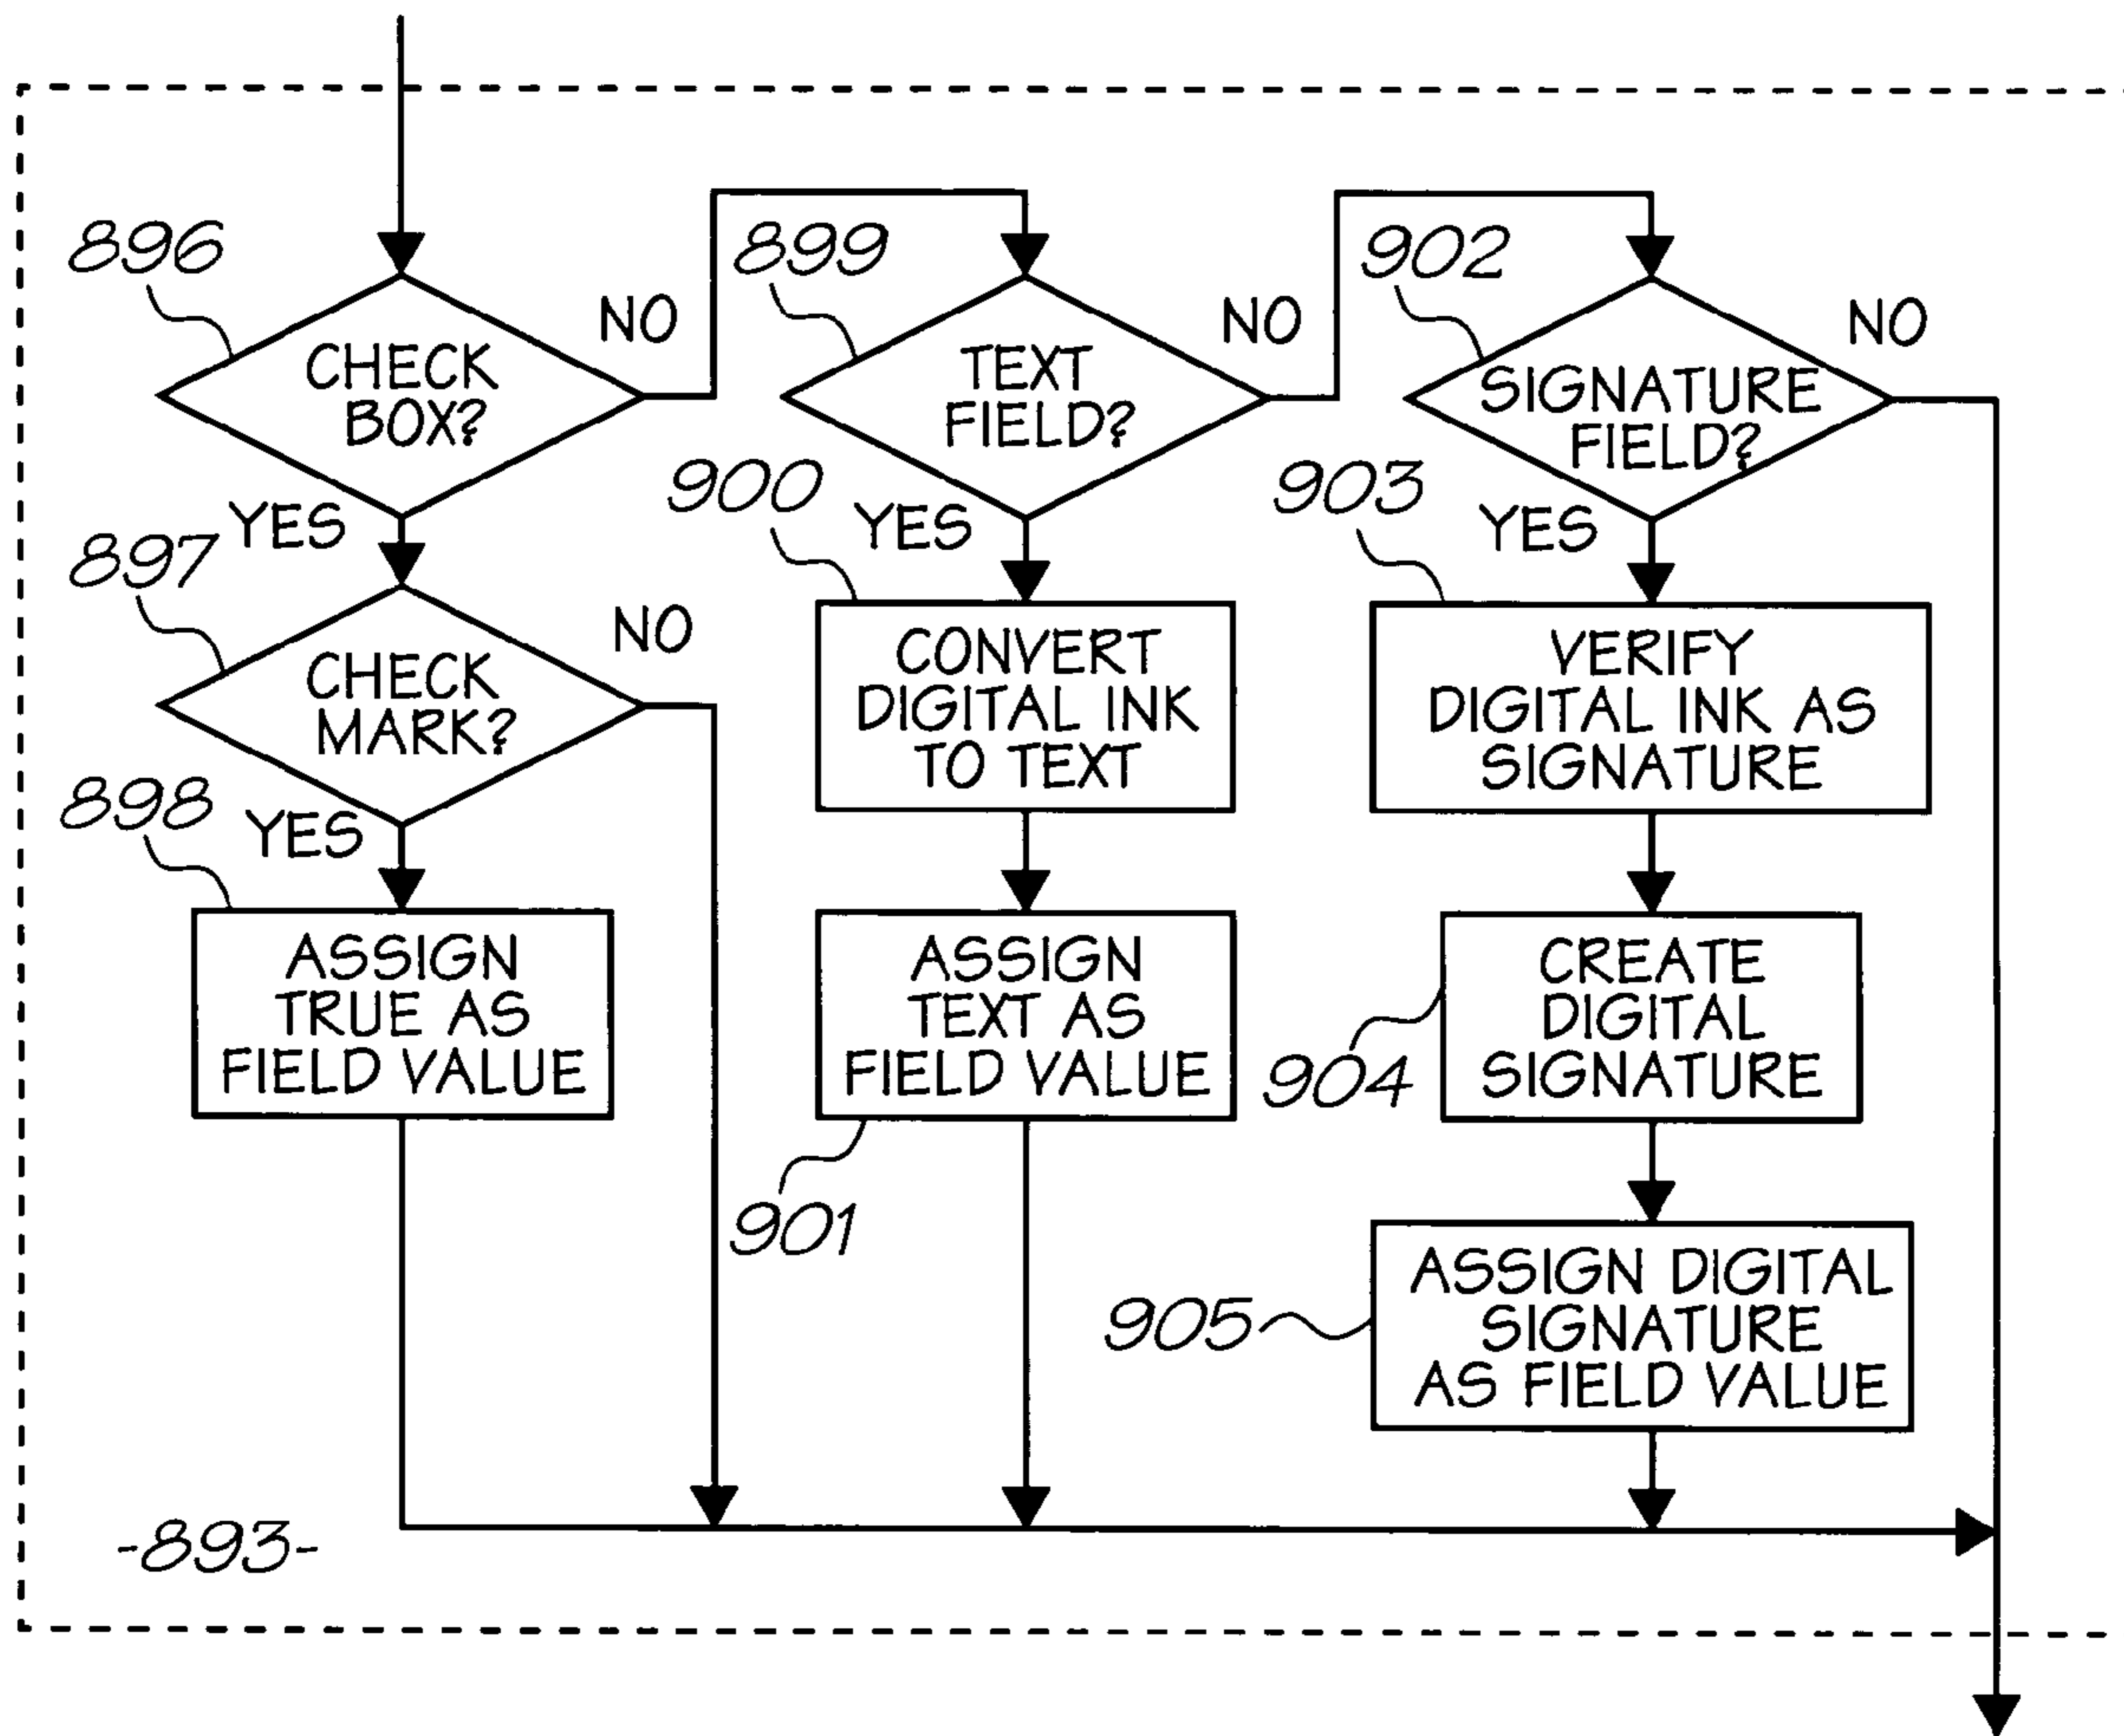 896
CHECK
BOX?
NO
YES
897
CHECK
MARK?
NO
YES
898
ASSIGN
TRUE AS
FIELD VALUE
899
TEXT
FIELD?
NO
YES
900
CONVERT
DIGITAL INK
TO TEXT
ASSIGN
TEXT AS
FIELD VALUE
901
902
SIGNATURE
FIELD?
NO
YES
903
VERIFY
DIGITAL INK AS
SIGNATURE
CREATE
DIGITAL
SIGNATURE
904
ASSIGN DIGITAL
SIGNATURE
AS FIELD VALUE
905
-893-